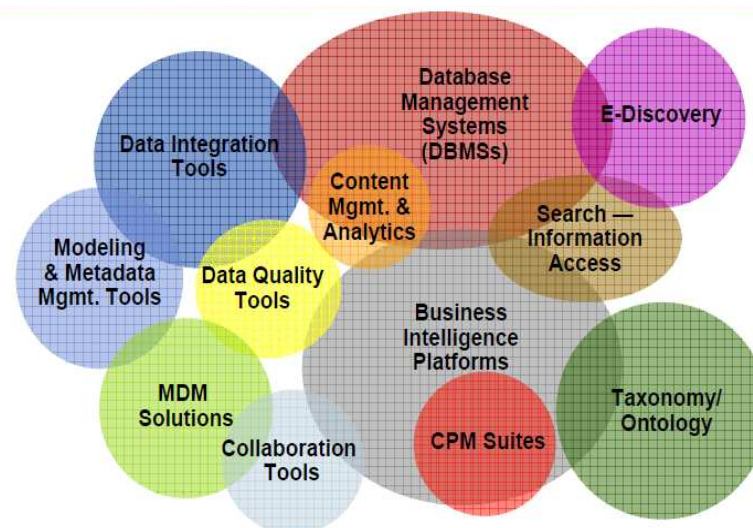 Database
Management
Systems
(DBMSs)
E-Discovery
Data Integration
Tools
Content
Mgmt. &
Analytics
Search —
Information
Access
Modeling
& Metadata
Mgmt. Tools
Data Quality
Tools
Business
Intelligence
Platforms
MDM
Solutions
Taxonomy/
Ontology
Collaboration
Tools
CPM Suites